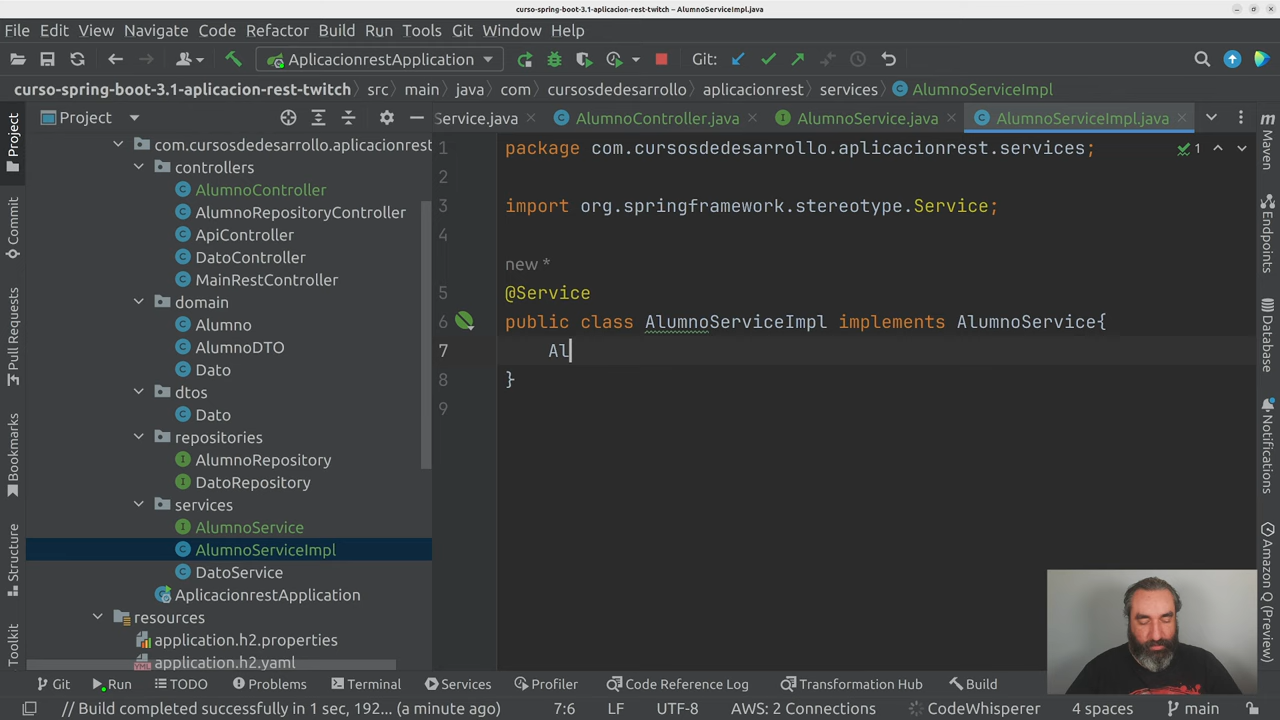 curso-spring-boot-3.1-aplicacion-rest-twitch – AlumnoServiceImpl.java
File Edit View Navigate Code Refactor Build Run Tools Git Window Help
AplicacionrestApplication Git:
curso-spring-boot-3.1-aplicacion-rest-twitch src main java com cursosdedesarrollo aplicacionrest services AlumnoServiceImpl
Project
Service.java AlumnoController.java AlumnoService.java AlumnoServiceImpl.java
com.cursosdedesarrollo.aplicacionrest
controllers
AlumnoController
AlumnoRepositoryController
ApiController
DatoController
MainRestController
domain
Alumno
AlumnoDTO
Dato
dtos
Dato
repositories
AlumnoRepository
DatoRepository
services
AlumnoService
AlumnoServiceImpl
DatoService
AplicacionrestApplication
resources
application.h2.properties
application.h2.yaml
1 package com.cursosdedesarrollo.aplicacionrest.services;
1
2
3 import org.springframework.stereotype.Service;
4
new *
5 @Service
6 public class AlumnoServiceImpl implements AlumnoService{
7 Al
8 }
9
Project
Commit
Pull Requests
Bookmarks
Structure
Toolkit
Maven
Endpoints
Database
Notifications
Amazon Q (Preview)
Git Run TODO Problems Terminal Services Profiler Code Reference Log Transformation Hub Build
// Build completed successfully in 1 sec, 192... (a minute ago) 7:6 LF UTF-8 AWS: 2 Connections CodeWhisperer 4 spaces main